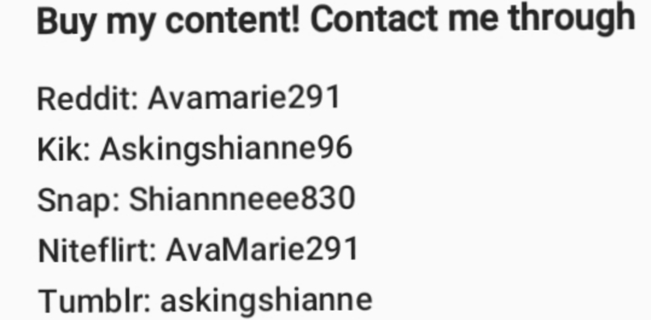 Buy my content! Contact me through
Reddit: Avamarie291
Kik: Askingshianne96
Snap: Shiannneee830
Niteflirt: AvaMarie291
Tumblr: askingshianne